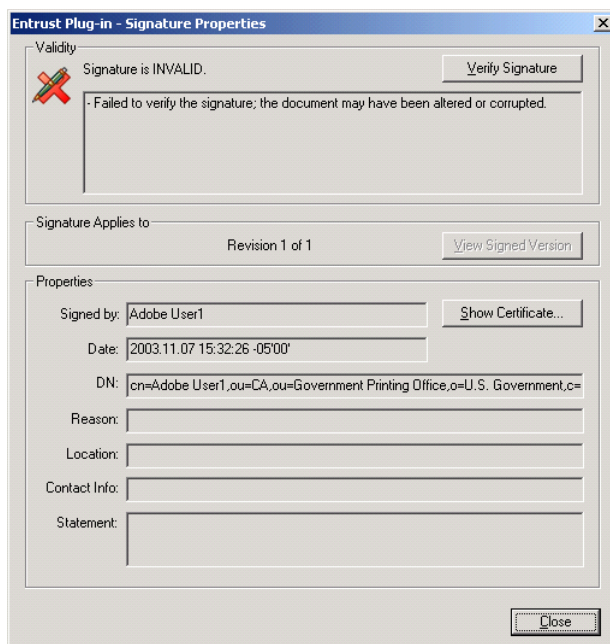 Entrust Plug-in - Signature Properties
Validity
Signature is INVALID.
Verify Signature
- Failed to verify the signature; the document may have been altered or corrupted.
Signature Applies to
Revision 1 of 1
View Signed Version
Properties
Signed by: Adobe User1
Show Certificate...
Date: 2003.11.07 15:32:26 -05'00'
DN: cn=Adobe User1,ou=CA,ou=Government Printing Office,o=U.S. Government,c=
Reason:
Location:
Contact Info:
Statement:
Close